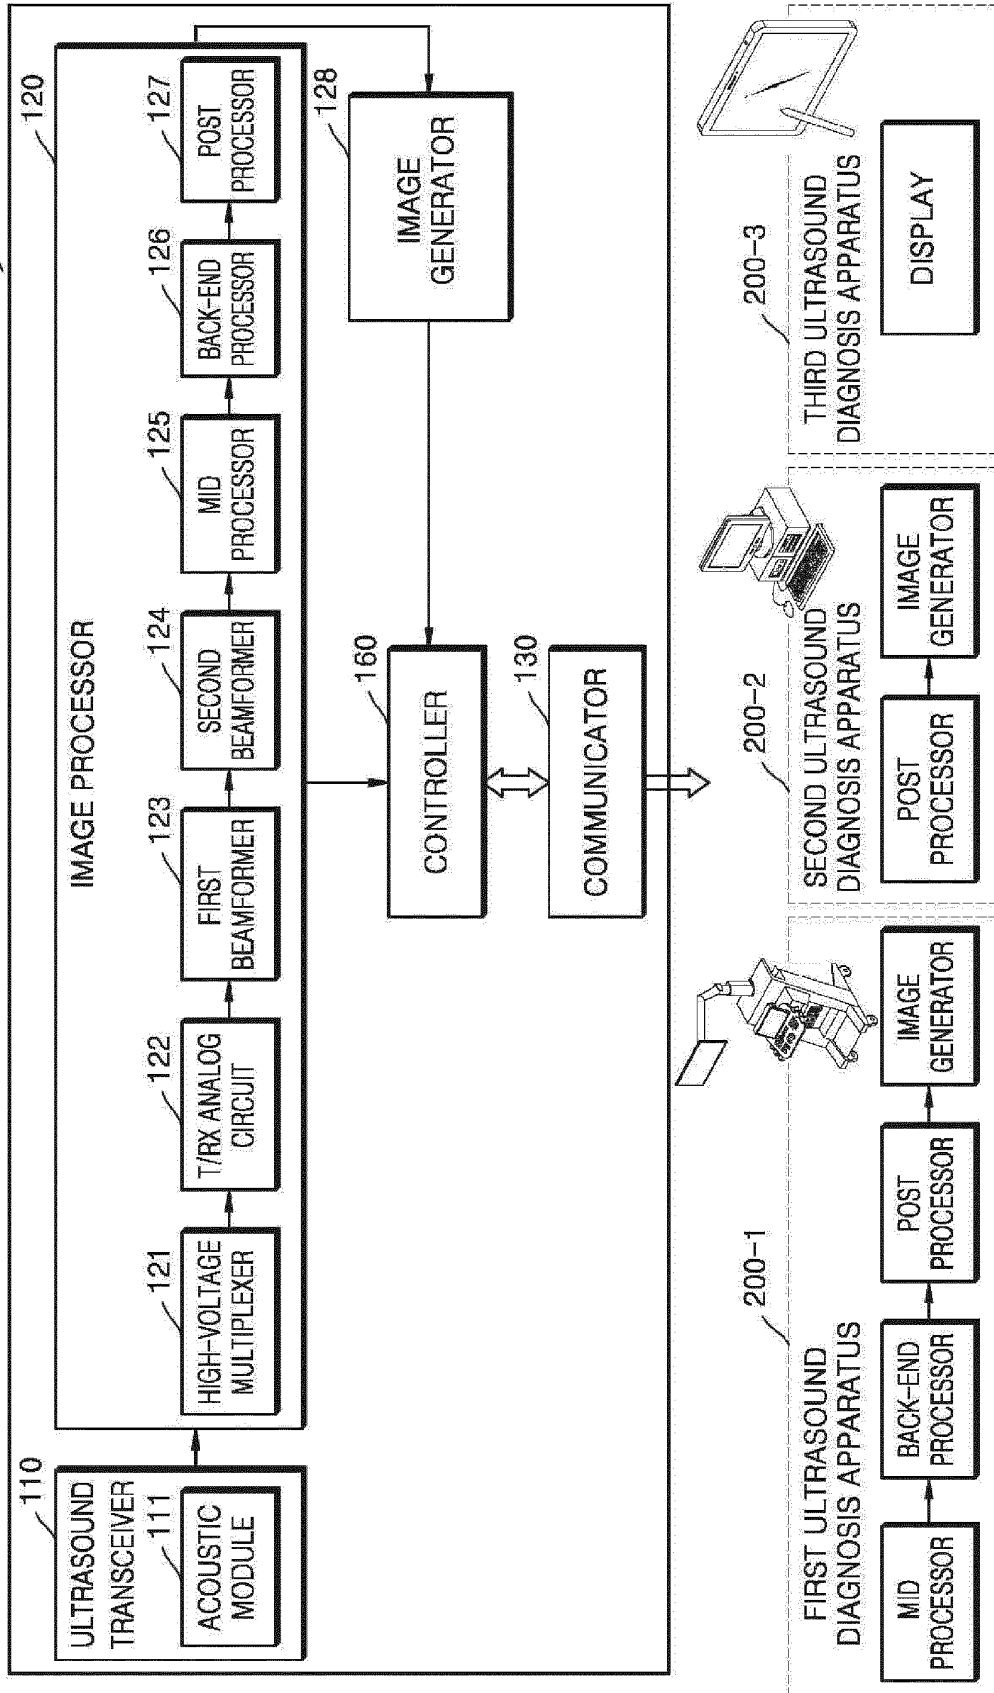 120
IMAGE PROCESSOR
110
ULTRASOUND
TRANSCEIVER
111
ACOUSTIC
MODULE
121
HIGH-VOLTAGE
MULTIPLEXER
122
T/RX ANALOG
CIRCUIT
123
FIRST
BEAMFORMER
124
SECOND
BEAMFORMER
125
MID
PROCESSOR
126
BACK-END
PROCESSOR
127
POST
PROCESSOR
128
IMAGE
GENERATOR
160
CONTROLLER
130
COMMUNICATOR
200-1
FIRST ULTRASOUND
DIAGNOSIS APPARATUS
MID
PROCESSOR
BACK-END
PROCESSOR
POST
PROCESSOR
IMAGE
GENERATOR
200-2
SECOND ULTRASOUND
DIAGNOSIS APPARATUS
POST
PROCESSOR
IMAGE
GENERATOR
200-3
THIRD ULTRASOUND
DIAGNOSIS APPARATUS
DISPLAY